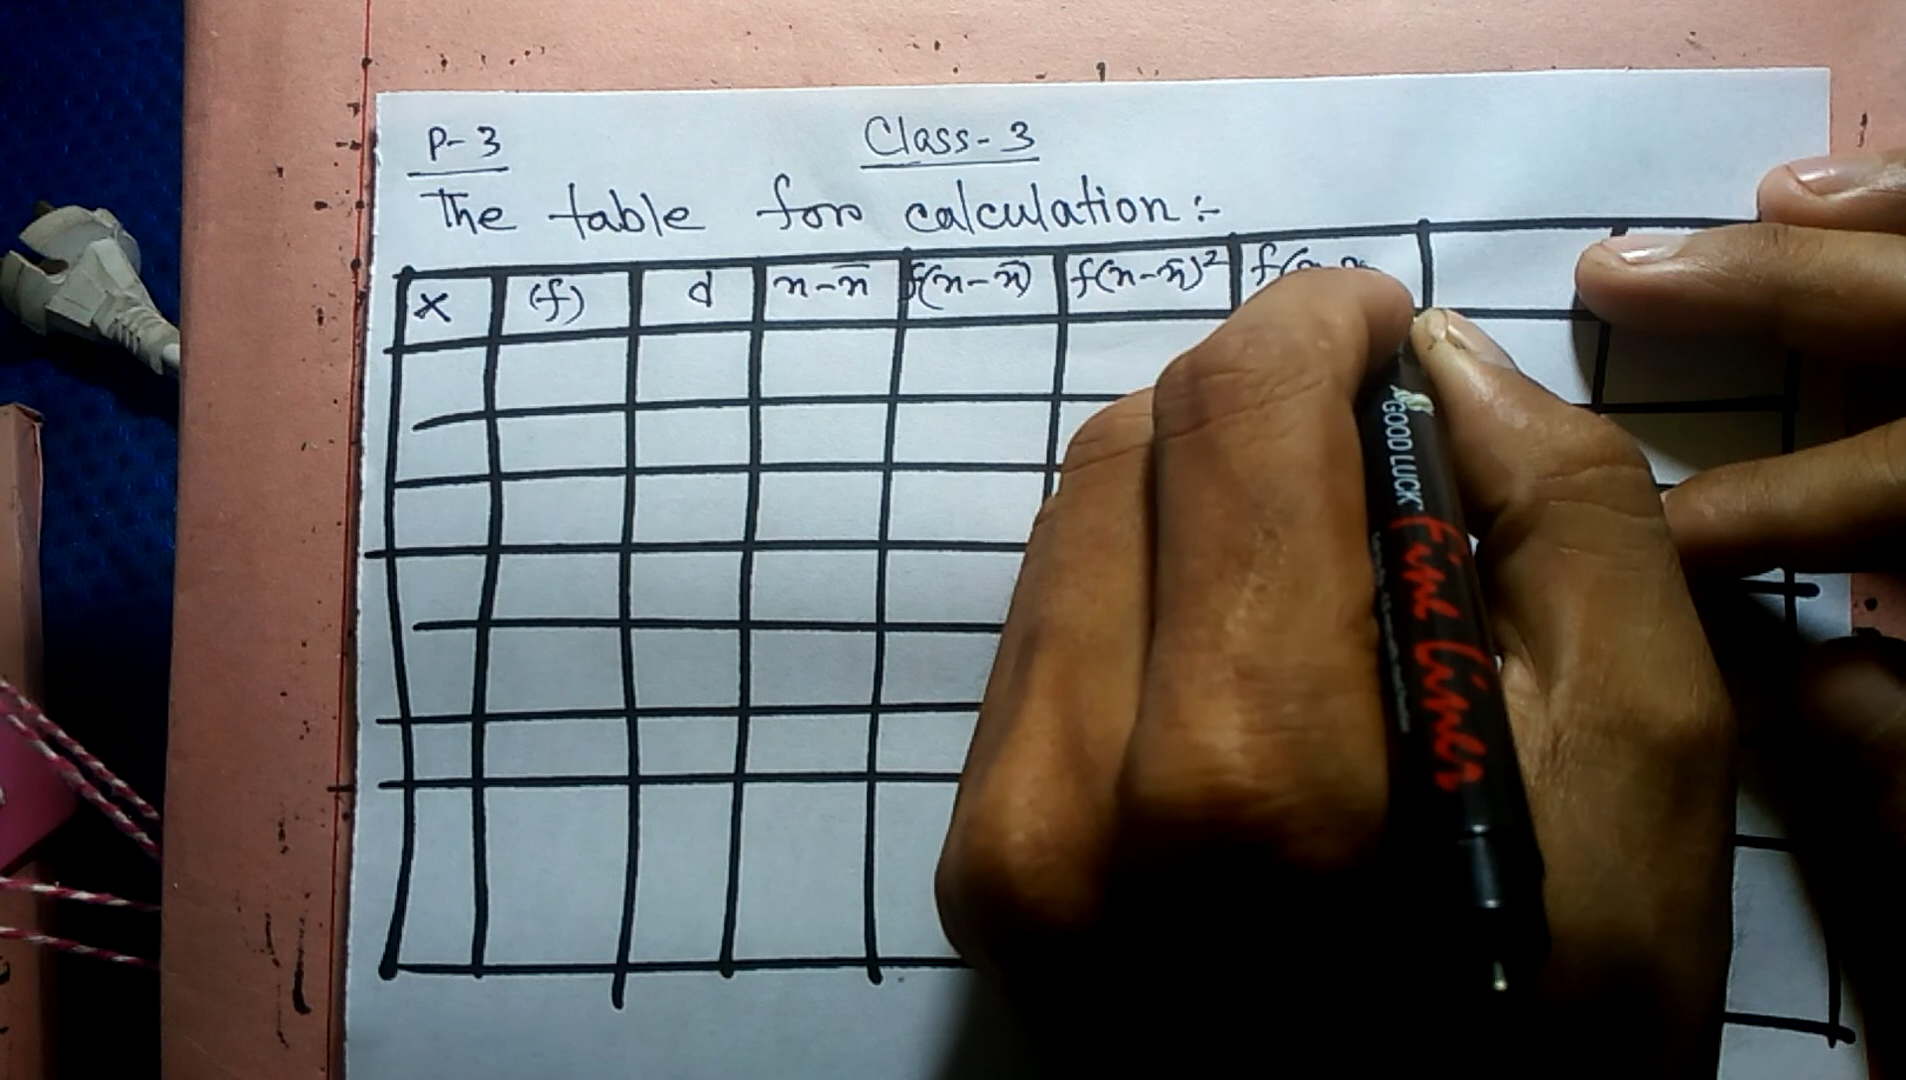 P-3 Class-3
The table for calculation:-
x (f) d n-n̄ f(n-n̄) f(n-n̄)² f(
GOOD LUCK Fine Liner